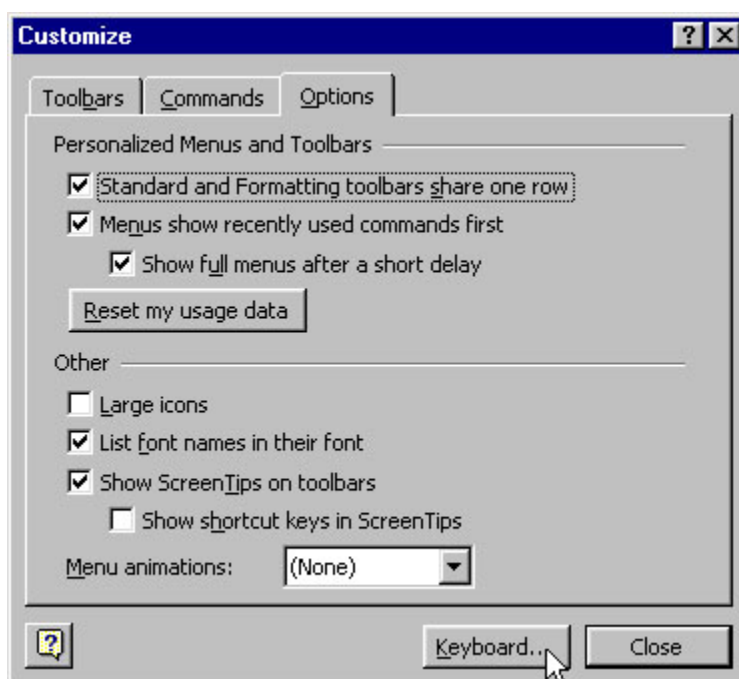 Customize
Toolbars Commands Options
Personalized Menus and Toolbars
Standard and Formatting toolbars share one row
Menus show recently used commands first
Show full menus after a short delay
Reset my usage data
Other
Large icons
List font names in their font
Show ScreenTips on toolbars
Show shortcut keys in ScreenTips
Menu animations: (None)
Keyboard... Close